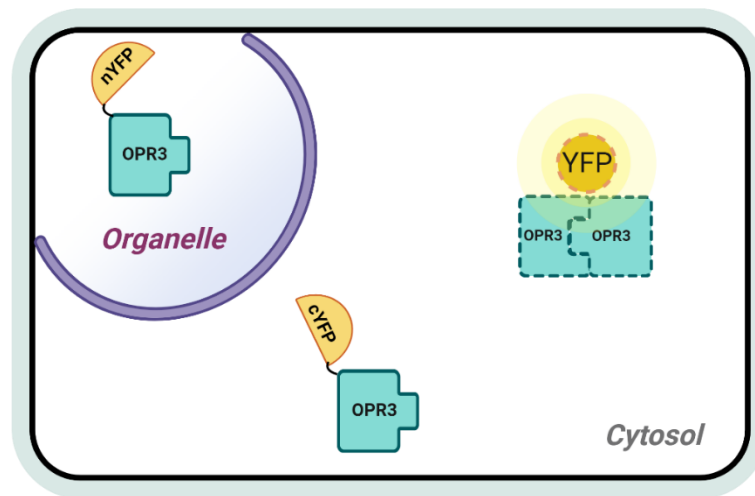 nYFP
OPR3
Organelle
YFP
OPR3 OPR3
cYFP
OPR3
Cytosol